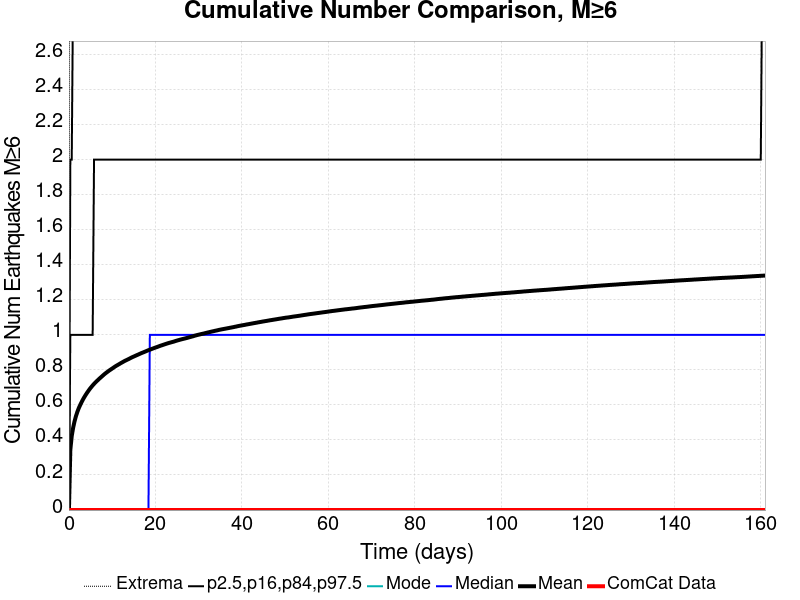 Cumulative Number Comparison, M≥6
Cumulative Num Earthquakes M≥6
2.6
2.4
2.2
2
1.8
1.6
1.4
1.2
1
0.8
0.6
0.4
0.2
0
0 20 40 60 80 100 120 140 160
Time (days)
Extrema p2.5,p16,p84,p97.5 Mode Median Mean ComCat Data